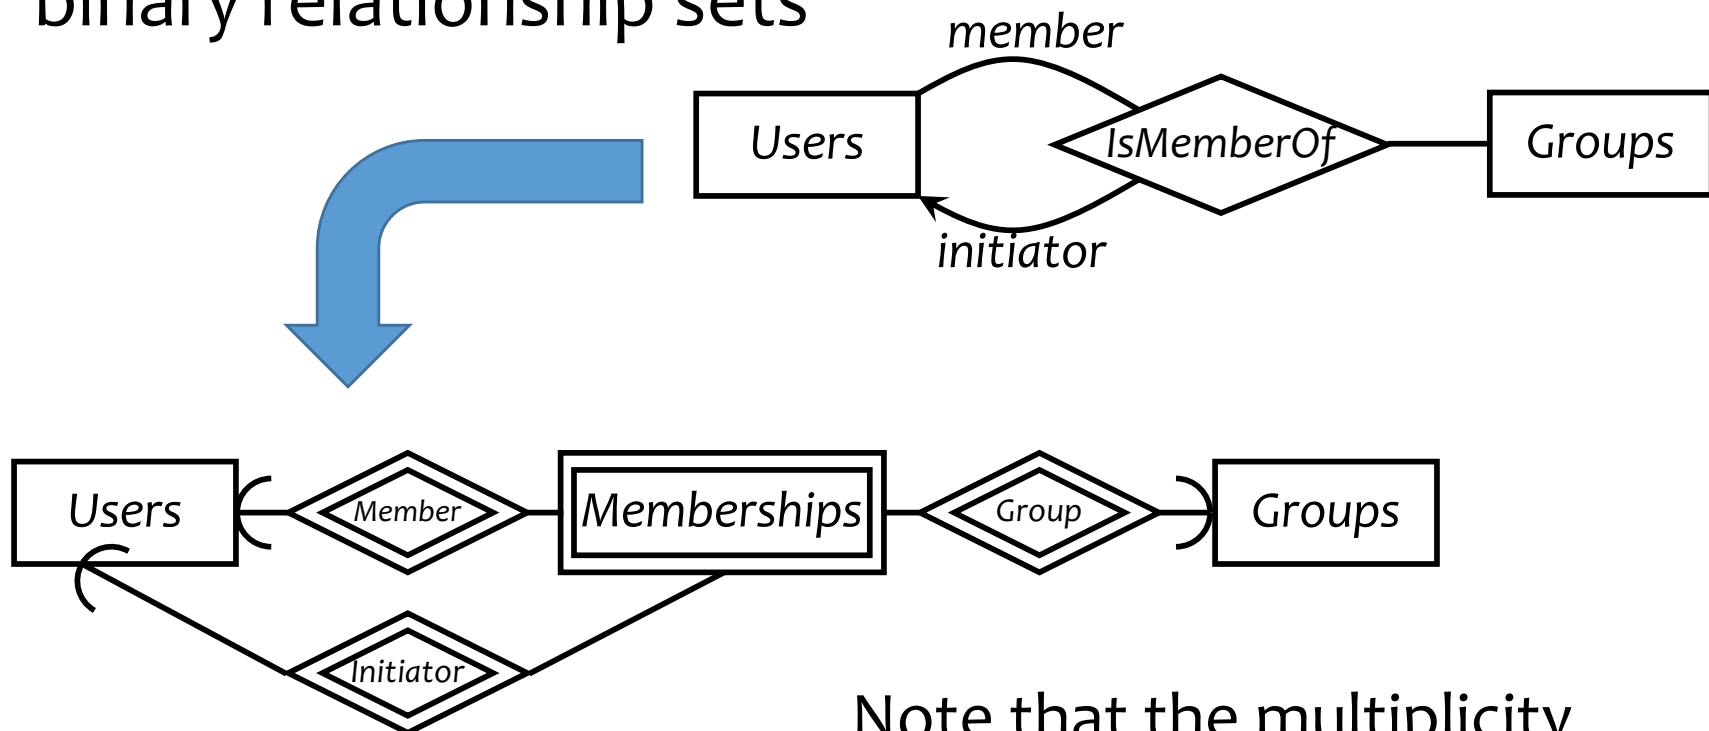 binary relationship sets
member
Users
IsMemberOf
Groups
initiator
Users
Member
Memberships
Group
Groups
Initiator
Note that the multiplicity